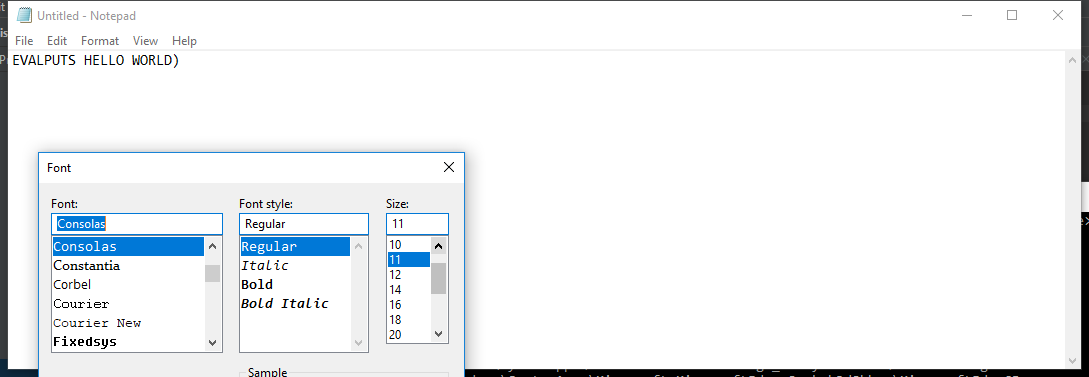 Untitled - Notepad
File Edit Format View Help
EVALPUTS HELLO WORLD)
Font
Font: Font style: Size:
Consolas Regular 11
Consolas Regular 10
Constantia Italic 11
Corbel Bold 12
Courier Bold Italic 14
Courier New 16
Fixedsys 18
20
Sample